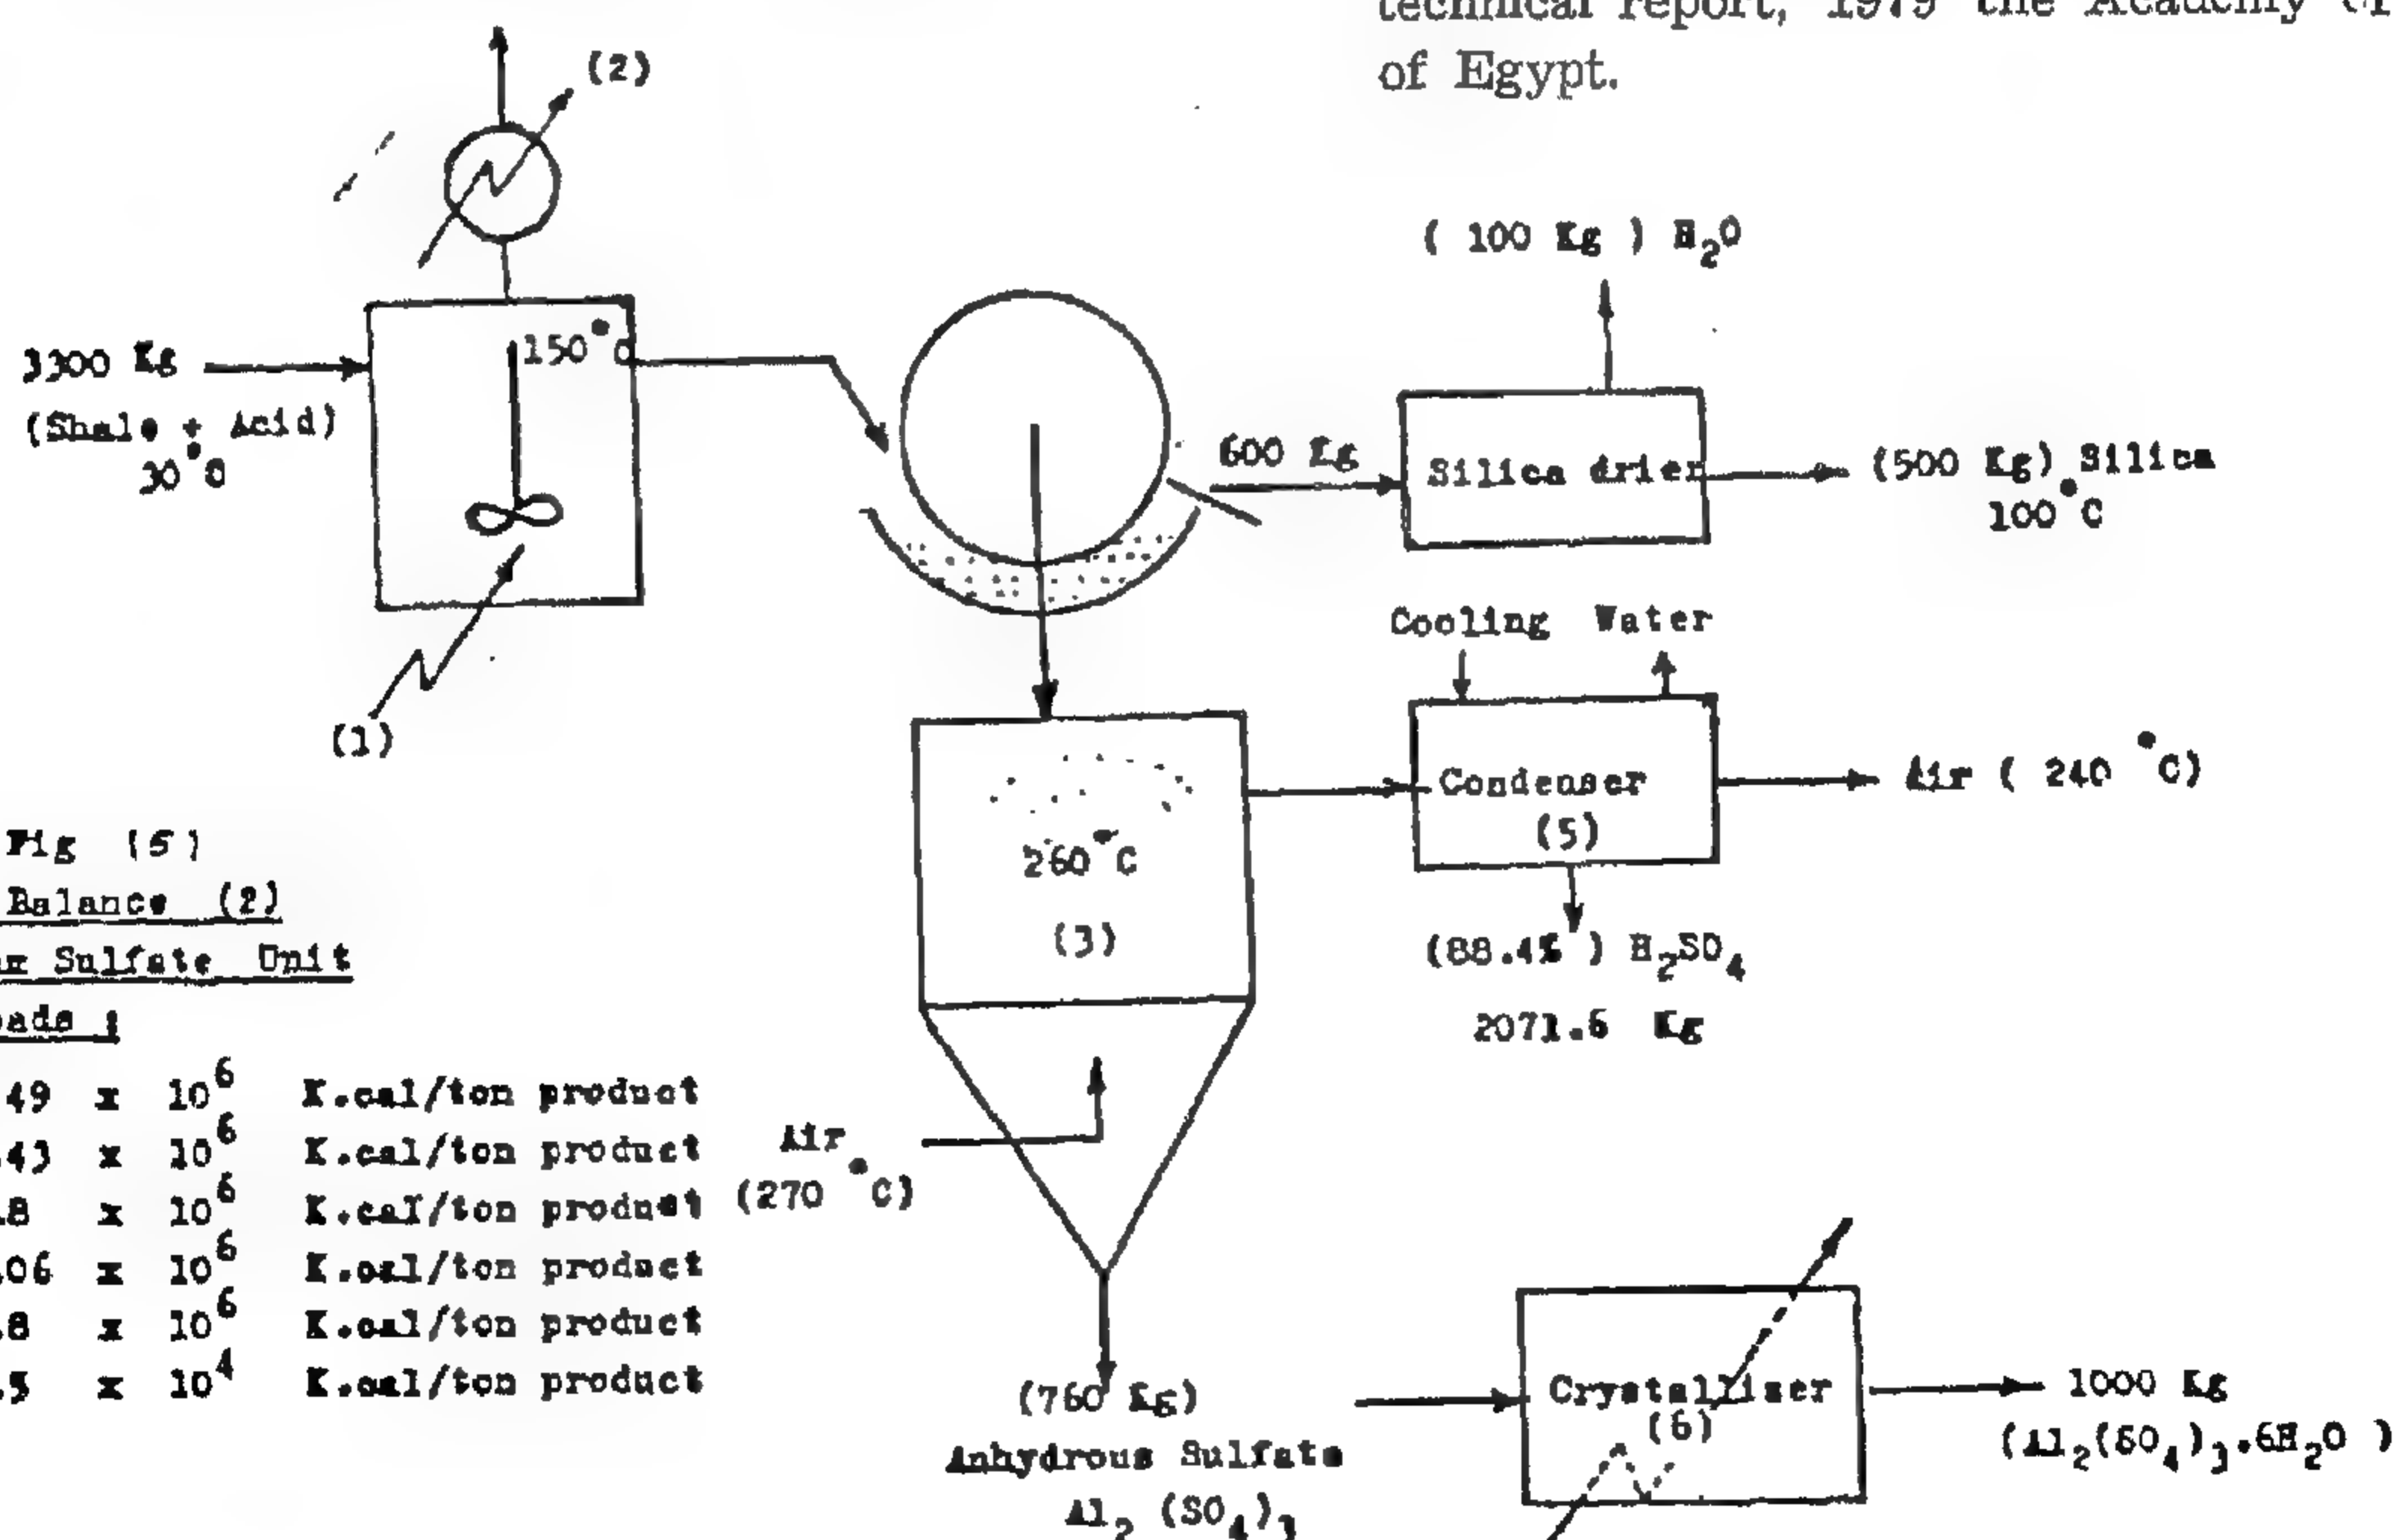 technical report, 1979 the Academy of
of Egypt.
(2)
( 100 Kg ) H2O
150°C
3300 Kg
(Shale + Acid)
30°C
600 Kg
Silica drier
(500 Kg) Silica
100°C
Cooling Water
(1)
Condenser
(5)
Air ( 240 °C)
260°C
(3)
(88.4% ) H2SO4
2071.6 Kg
Fig (5)
Balance (2)
Sulfate Unit
49 x 10^6 K.cal/ton product
.43 x 10^6 K.cal/ton product
.8 x 10^6 K.cal/ton product
.06 x 10^6 K.cal/ton product
.8 x 10^6 K.cal/ton product
.5 x 10^4 K.cal/ton product
Air
(270 °C)
(760 Kg)
Anhydrous Sulfate
Al2 (SO4)3
Crystalliser
(6)
1000 Kg
(Al2(SO4)3.6H2O )